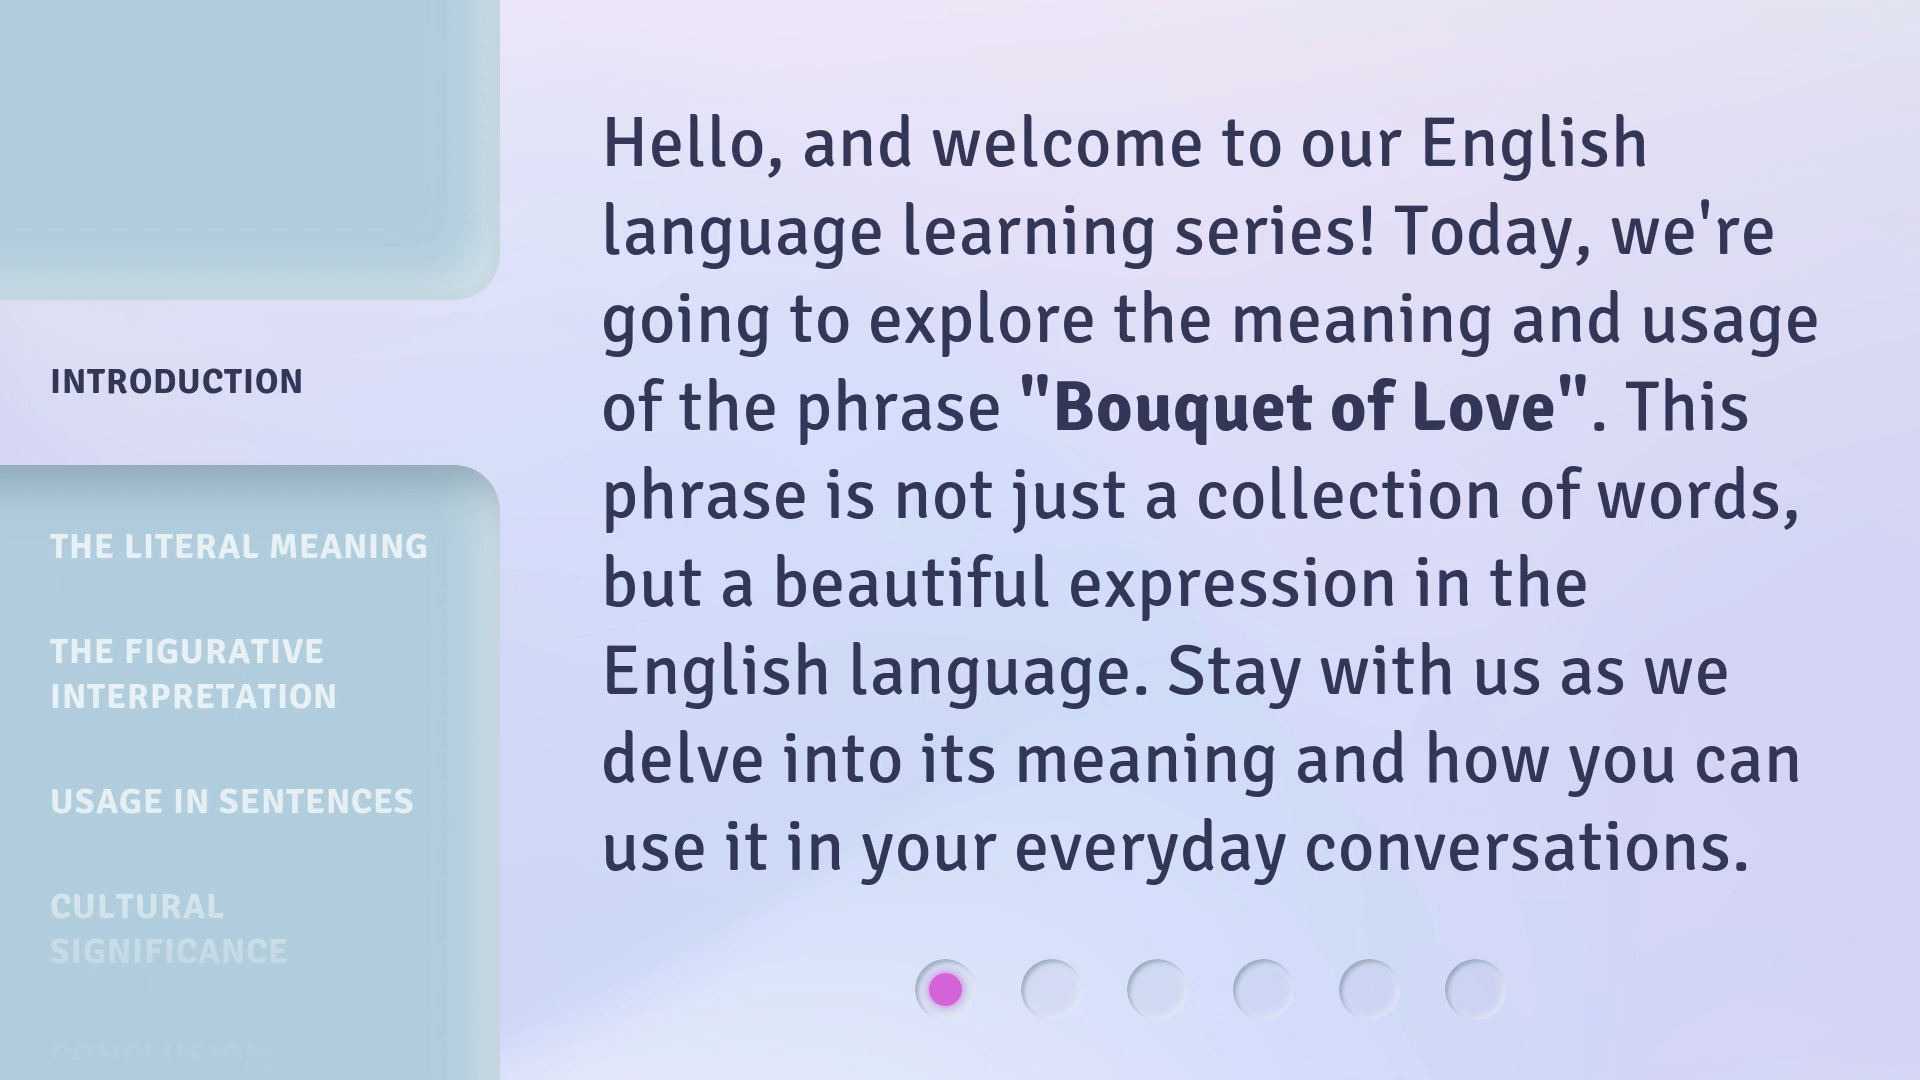 INTRODUCTION
THE LITERAL MEANING
THE FIGURATIVE
INTERPRETATION
USAGE IN SENTENCES
CULTURAL
SIGNIFICANCE
CONCLUSION
Hello, and welcome to our English
language learning series! Today, we're
going to explore the meaning and usage
of the phrase "Bouquet of Love". This
phrase is not just a collection of words,
but a beautiful expression in the
English language. Stay with us as we
delve into its meaning and how you can
use it in your everyday conversations.